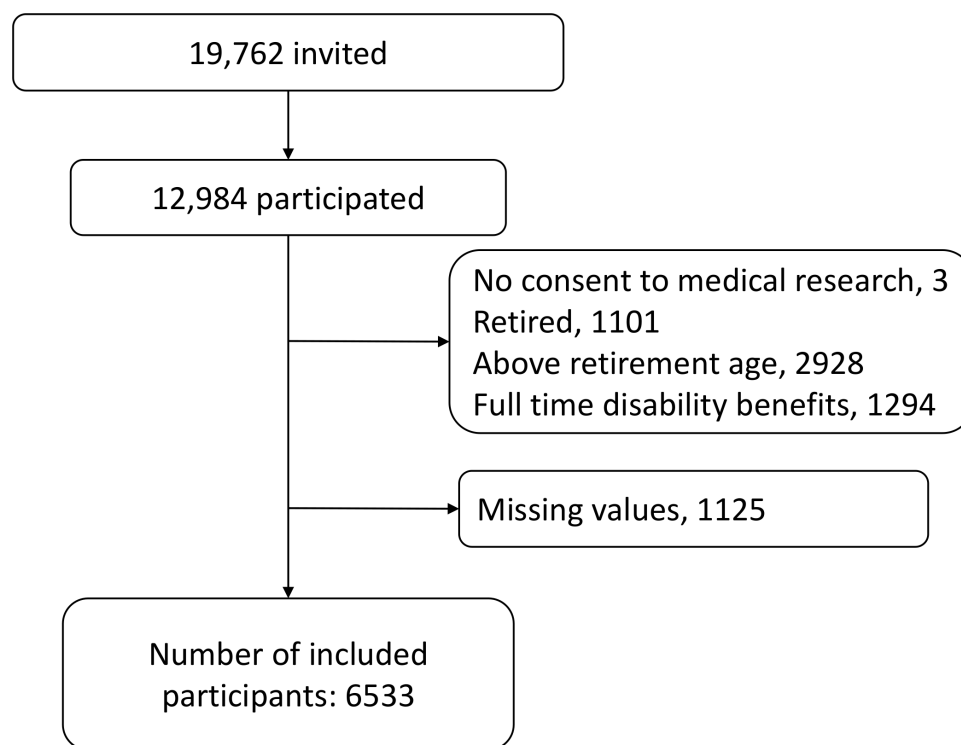 19,762 invited
12,984 participated
No consent to medical research, 3
Retired, 1101
Above retirement age, 2928
Full time disability benefits, 1294
Missing values, 1125
Number of included
participants: 6533